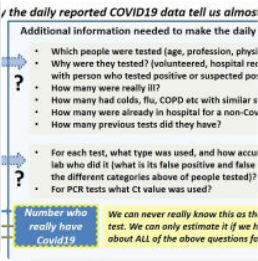 y the daily reported COVID19 data tell us almos
Additional information needed to make the daily
• Which people were tested (age, profession, physi
• Why were they tested? (volunteered, hospital rec
with person who tested positive or suspected pos
• How many were really ill?
• How many had colds, flu, COPD etc with similar s
• How many were already in hospital for a non-Cov
• How many previous tests did they have?
?
• For each test, what type was used, and how accu
lab who did it (what is its false positive and false
the different categories above of people tested)?
• For PCR tests what Ct value was used?
?
Number who
really have
Covid19
We can never really know this as th
test. We can only estimate it if we h
about ALL of the above questions fo